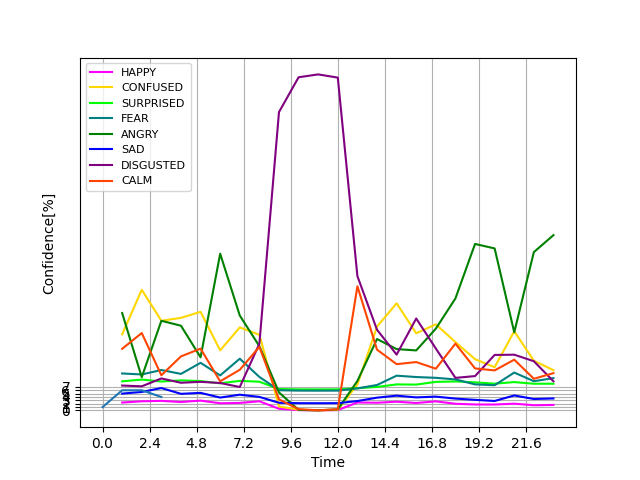 HAPPY
CONFUSED
SURPRISED
FEAR
ANGRY
SAD
DISGUSTED
CALM
Confidence[%]
0.0 2.4 4.8 7.2 9.6 12.0 14.4 16.8 19.2 21.6
Time